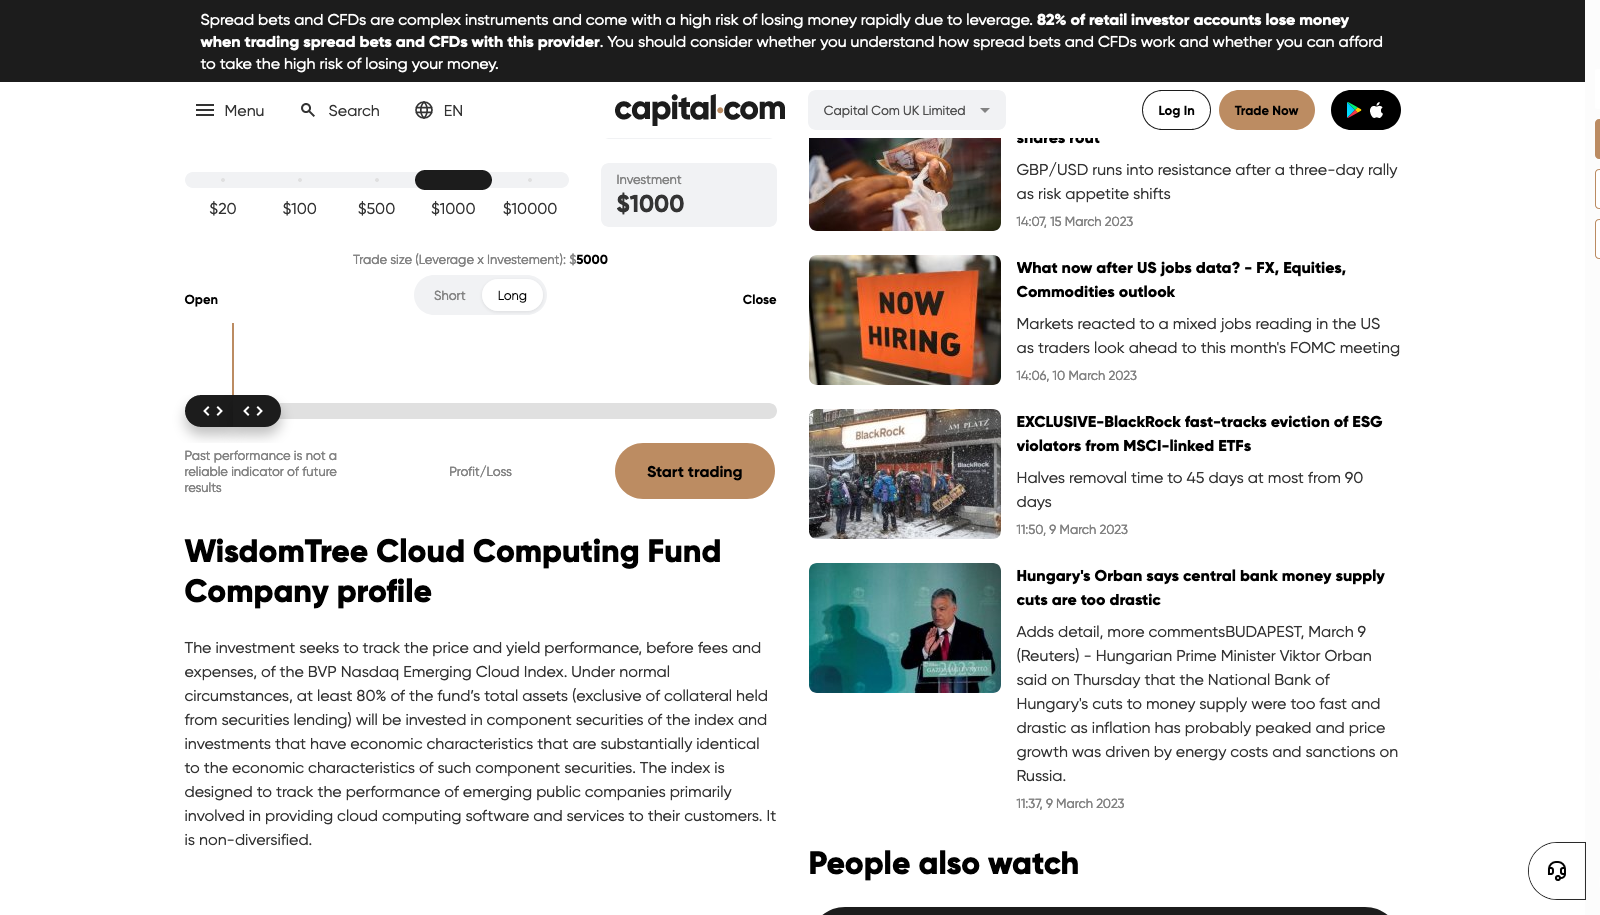 Spread bets and CFDs are complex instruments and come with a high risk of losing money rapidly due to leverage. 82% of retail investor accounts lose money
when trading spread bets and CFDs with this provider. You should consider whether you understand how spread bets and CFDs work and whether you can afford
to take the high risk of losing your money.
Menu
Search
EN
capital.com
Capital Com UK Limited
Log In
Trade Now
$20
$100
$500
$1000
$10000
Investment
$1000
Trade size (Leverage x Investement): $5000
Open
Short
Long
Close
Past performance is not a
reliable indicator of future
results
Profit/Loss
Start trading
WisdomTree Cloud Computing Fund
Company profile
The investment seeks to track the price and yield performance, before fees and
expenses, of the BVP Nasdaq Emerging Cloud Index. Under normal
circumstances, at least 80% of the fund's total assets (exclusive of collateral held
from securities lending) will be invested in component securities of the index and
investments that have economic characteristics that are substantially identical
to the economic characteristics of such component securities. The index is
designed to track the performance of emerging public companies primarily
involved in providing cloud computing software and services to their customers. It
is non-diversified.
shares rout
GBP/USD runs into resistance after a three-day rally
as risk appetite shifts
14:07, 15 March 2023
NOW
HIRING
What now after US jobs data? - FX, Equities,
Commodities outlook
Markets reacted to a mixed jobs reading in the US
as traders look ahead to this month's FOMC meeting
14:06, 10 March 2023
BlackRock
AM PLATZ
BlackRock
EXCLUSIVE-BlackRock fast-tracks eviction of ESG
violators from MSCI-linked ETFs
Halves removal time to 45 days at most from 90
days
11:50, 9 March 2023
2023
Hungary's Orban says central bank money supply
cuts are too drastic
Adds detail, more commentsBUDAPEST, March 9
(Reuters) - Hungarian Prime Minister Viktor Orban
said on Thursday that the National Bank of
Hungary's cuts to money supply were too fast and
drastic as inflation has probably peaked and price
growth was driven by energy costs and sanctions on
Russia.
11:37, 9 March 2023
People also watch